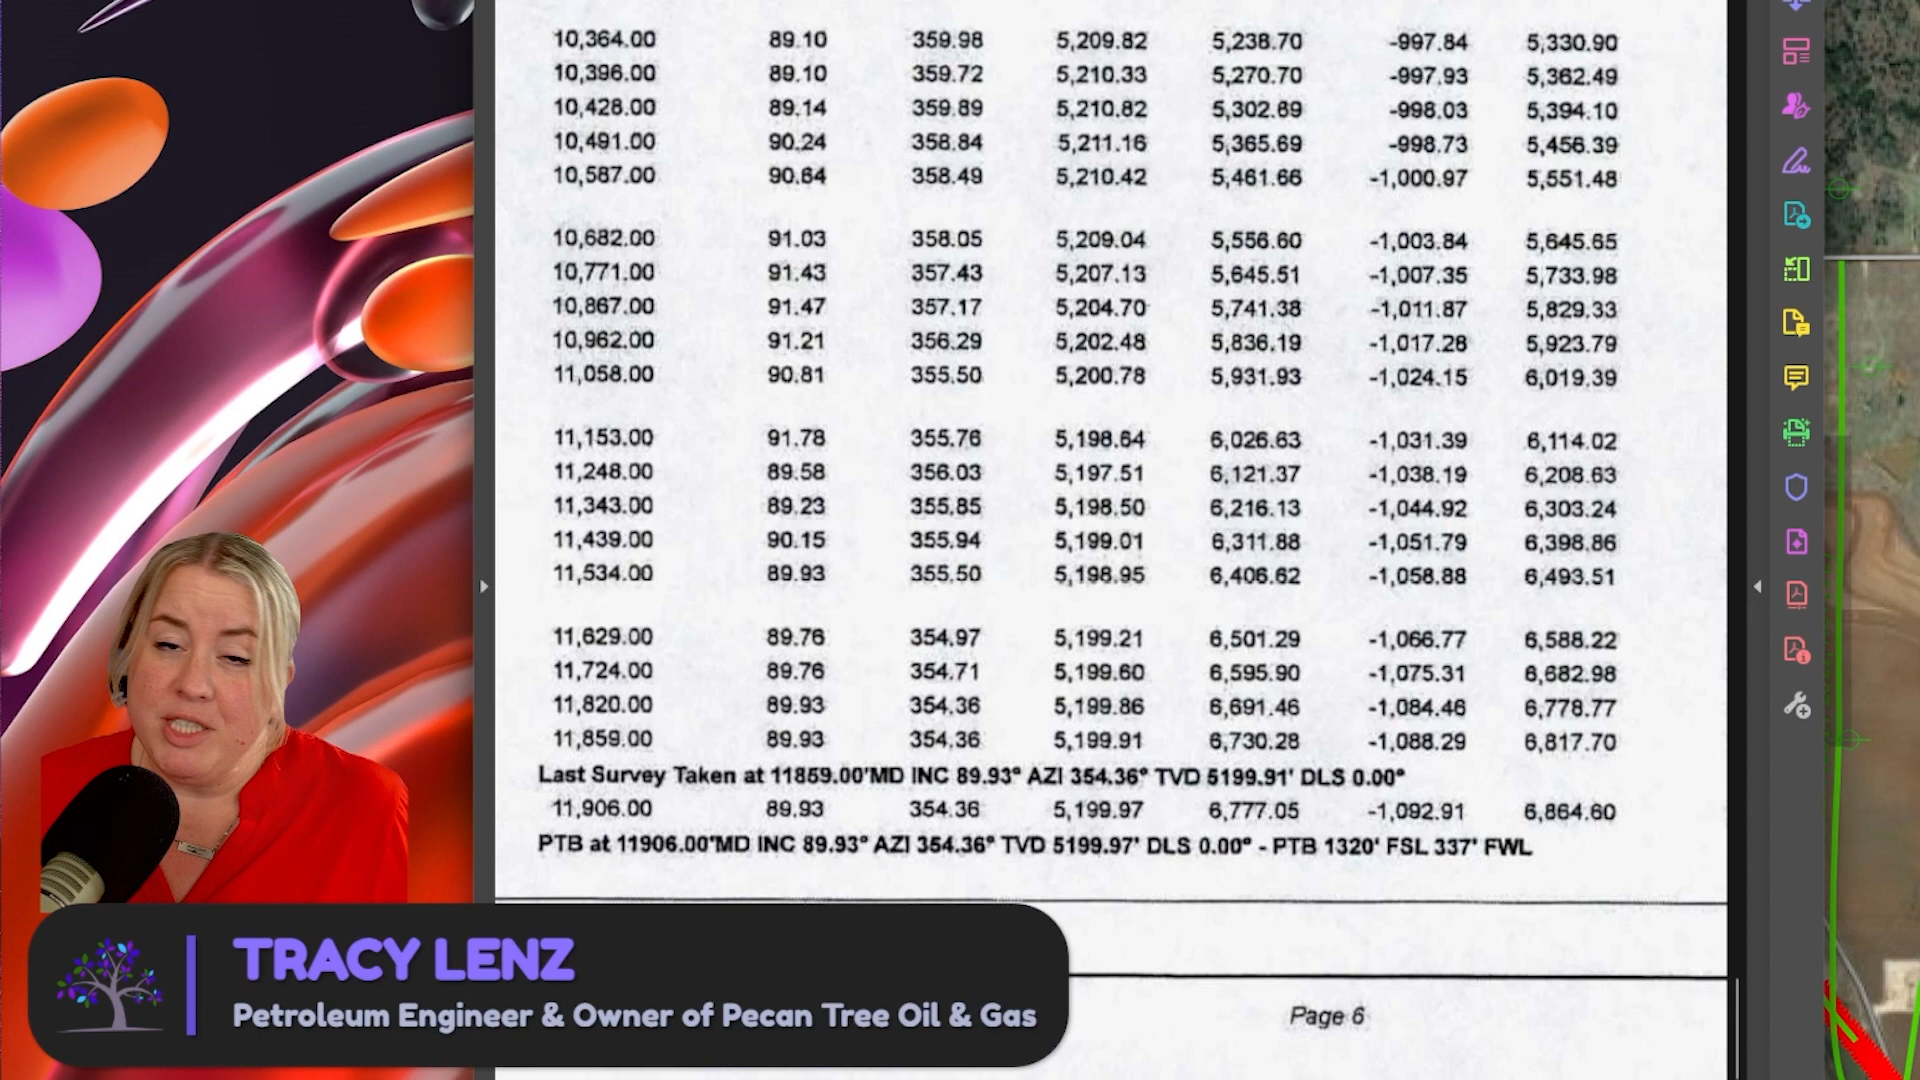 10,364.00 89.10 359.98 5,209.82 5,238.70 -997.84 5,330.90
10,396.00 89.10 359.72 5,210.33 5,270.70 -997.93 5,362.49
10,428.00 89.14 359.89 5,210.82 5,302.69 -998.03 5,394.10
10,491.00 90.24 358.84 5,211.16 5,365.69 -998.73 5,456.39
10,587.00 90.64 358.49 5,210.42 5,461.66 -1,000.97 5,551.48
10,682.00 91.03 358.05 5,209.04 5,556.60 -1,003.84 5,645.65
10,771.00 91.43 357.43 5,207.13 5,645.51 -1,007.35 5,733.98
10,867.00 91.47 357.17 5,204.70 5,741.38 -1,011.87 5,829.33
10,962.00 91.21 356.29 5,202.48 5,836.19 -1,017.28 5,923.79
11,058.00 90.81 355.50 5,200.78 5,931.93 -1,024.15 6,019.39
11,153.00 91.78 355.76 5,198.64 6,026.63 -1,031.39 6,114.02
11,248.00 89.58 356.03 5,197.51 6,121.37 -1,038.19 6,208.63
11,343.00 89.23 355.85 5,198.50 6,216.13 -1,044.92 6,303.24
11,439.00 90.15 355.94 5,199.01 6,311.88 -1,051.79 6,398.86
11,534.00 89.93 355.50 5,198.95 6,406.62 -1,058.88 6,493.51
11,629.00 89.76 354.97 5,199.21 6,501.29 -1,066.77 6,588.22
11,724.00 89.76 354.71 5,199.60 6,595.90 -1,075.31 6,682.98
11,820.00 89.93 354.36 5,199.86 6,691.46 -1,084.46 6,778.77
11,859.00 89.93 354.36 5,199.91 6,730.28 -1,088.29 6,817.70
Last Survey Taken at 11859.00'MD INC 89.93° AZI 354.36° TVD 5199.91' DLS 0.00°
11,906.00 89.93 354.36 5,199.97 6,777.05 -1,092.91 6,864.60
PTB at 11906.00'MD INC 89.93° AZI 354.36° TVD 5199.97' DLS 0.00° - PTB 1320' FSL 337' FWL
Page 6
TRACY LENZ
Petroleum Engineer & Owner of Pecan Tree Oil & Gas